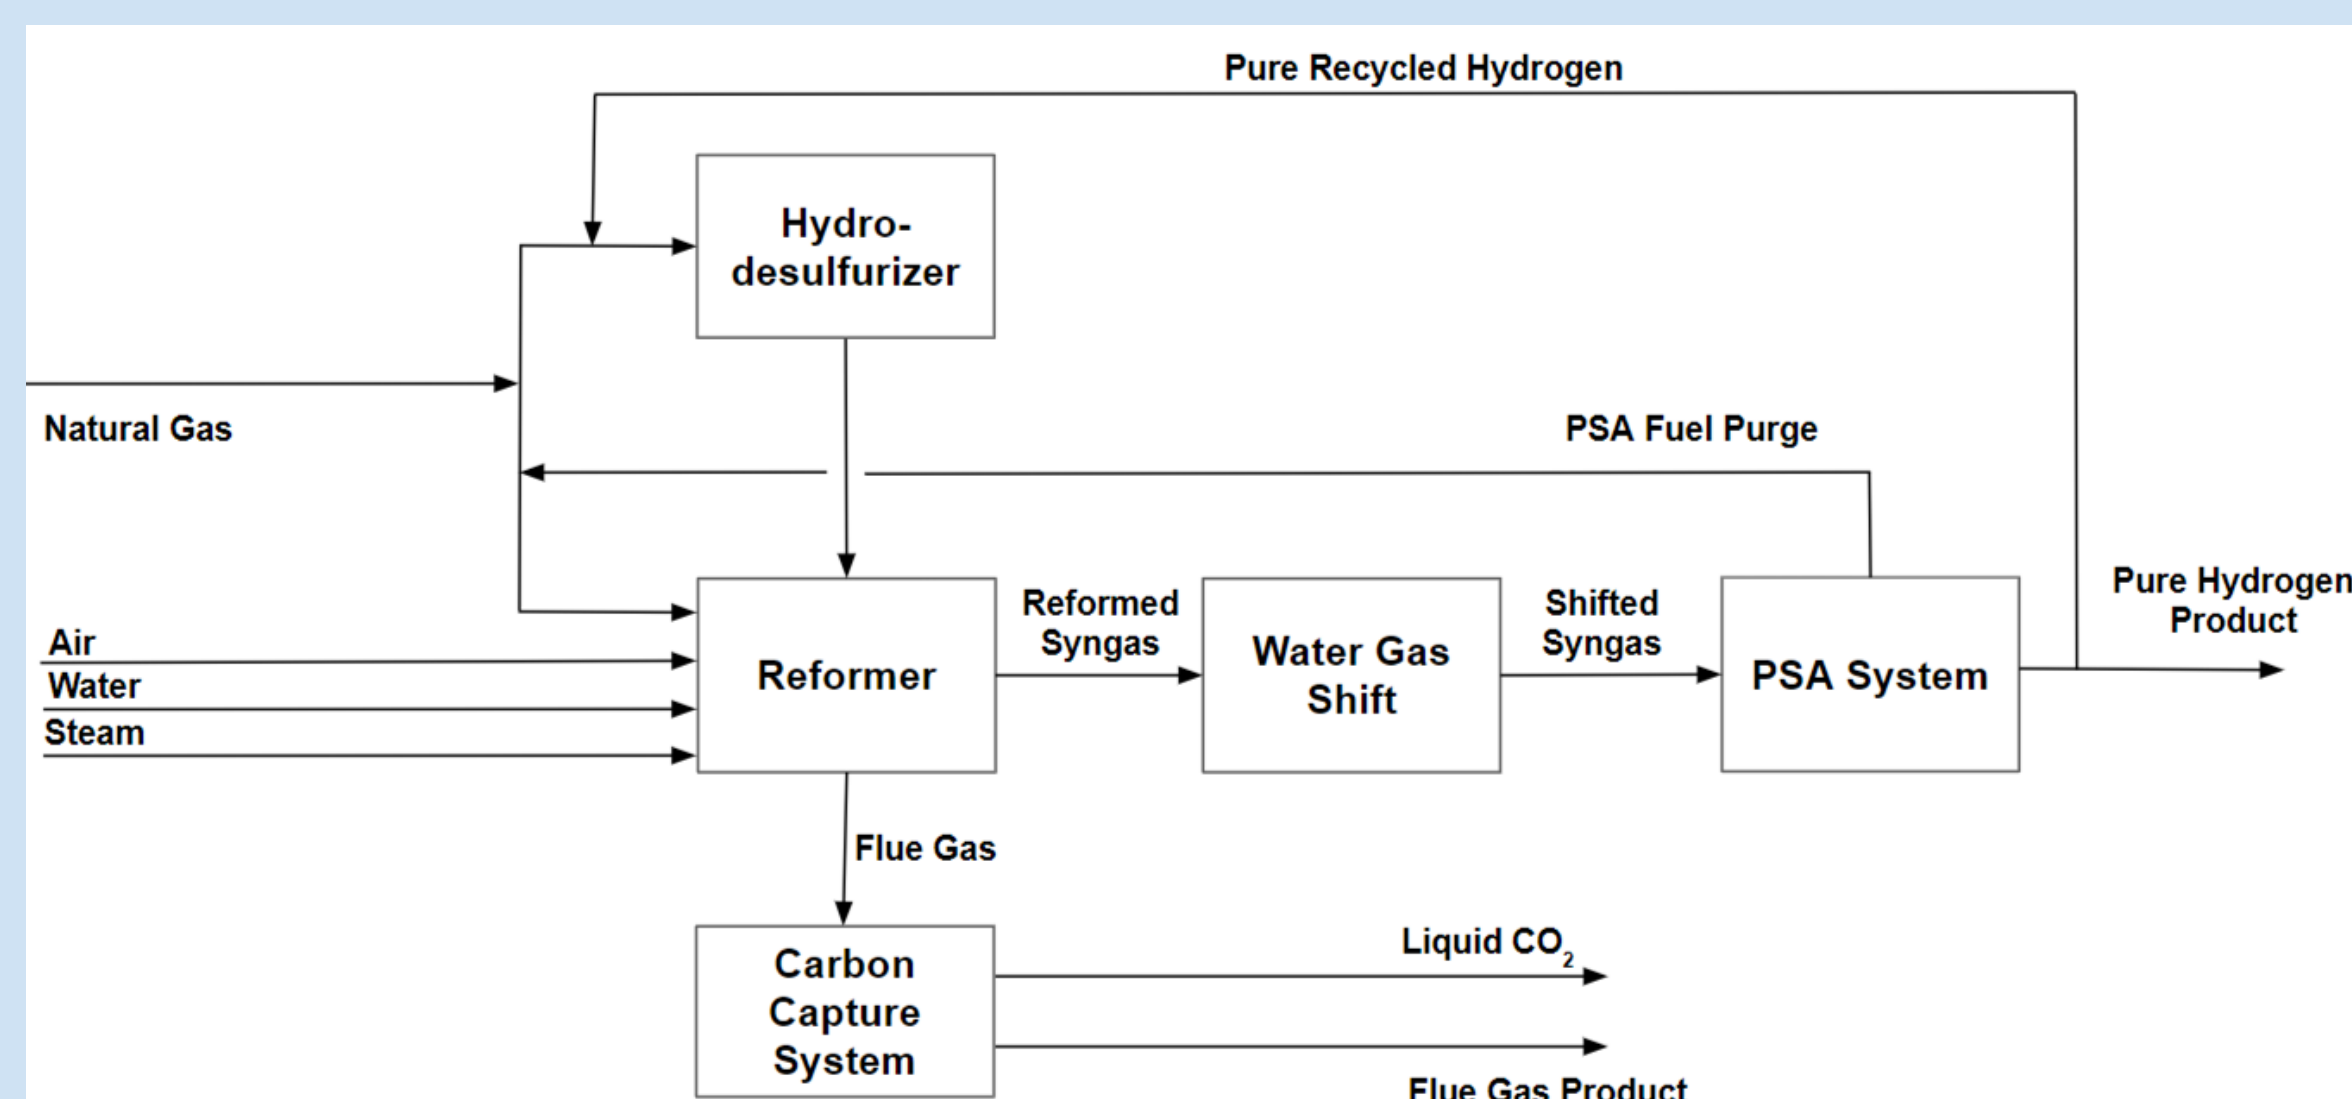 Pure Recycled Hydrogen
Hydro-
desulfurizer
Natural Gas
PSA Fuel Purge
Air
Water
Steam
Reformer
Reformed
Syngas
Water Gas
Shift
Shifted
Syngas
PSA System
Pure Hydrogen
Product
Flue Gas
Carbon
Capture
System
Liquid CO₂
Flue Gas Product